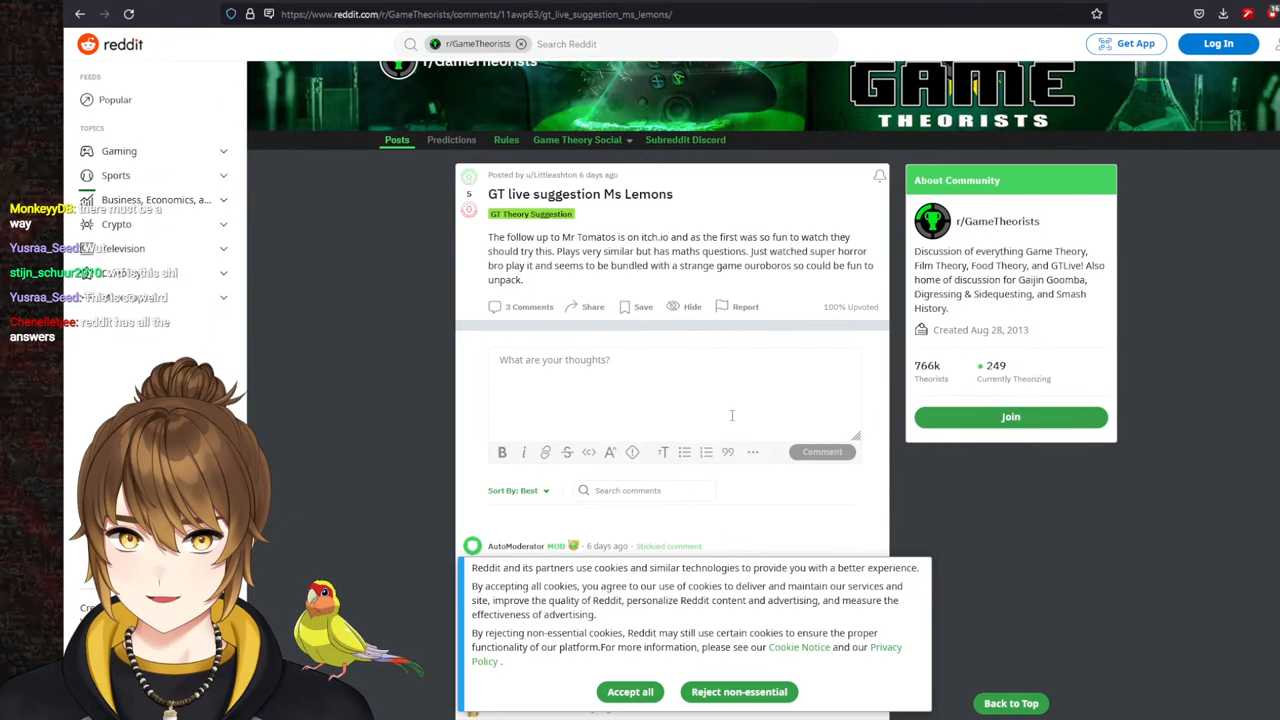 https://www.reddit.com/r/GameTheorists/comments/11awp63/gt_live_suggestion_ms_lemons/
16
reddit
r/GameTheorists
Search Reddit
Get App
Log In
FEEDS
Popular
TOPICS
Gaming
Sports
Business, Economics, a...
Crypto
Television
r/GameTheorists
GAME
THEORISTS
Posts
Predictions
Rules
Game Theory Social
Subreddit Discord
MonkeyyDB: there must be a
way
Yusraa_Seed: Wut
stijn_schuur2010: wtf is this shi
Yusraa_Seed: This is so weird
Chenelletjee: reddit has all the
answers
5
Posted by u/Littleashton 6 days ago
GT live suggestion Ms Lemons
GT Theory Suggestion
The follow up to Mr Tomatos is on itch.io and as the first was so fun to watch they
should try this. Plays very similar but has maths questions. Just watched super horror
bro play it and seems to be bundled with a strange game ouroboros so could be fun to
unpack.
3 Comments
Share
Save
Hide
Report
100% Upvoted
What are your thoughts?
Comment
Sort By: Best
Search comments
AutoModerator MOD · 6 days ago · Stickied comment
About Community
r/GameTheorists
Discussion of everything Game Theory,
Film Theory, Food Theory, and GTLive! Also
home of discussion for Gaijin Goomba,
Digressing & Sidequesting, and Smash
History.
Created Aug 28, 2013
766k
Theorists
249
Currently Theorizing
Join
Reddit and its partners use cookies and similar technologies to provide you with a better experience.
By accepting all cookies, you agree to our use of cookies to deliver and maintain our services and
site, improve the quality of Reddit, personalize Reddit content and advertising, and measure the
effectiveness of advertising.
By rejecting non-essential cookies, Reddit may still use certain cookies to ensure the proper
functionality of our platform.For more information, please see our Cookie Notice and our Privacy
Policy .
Accept all
Reject non-essential
Back to Top